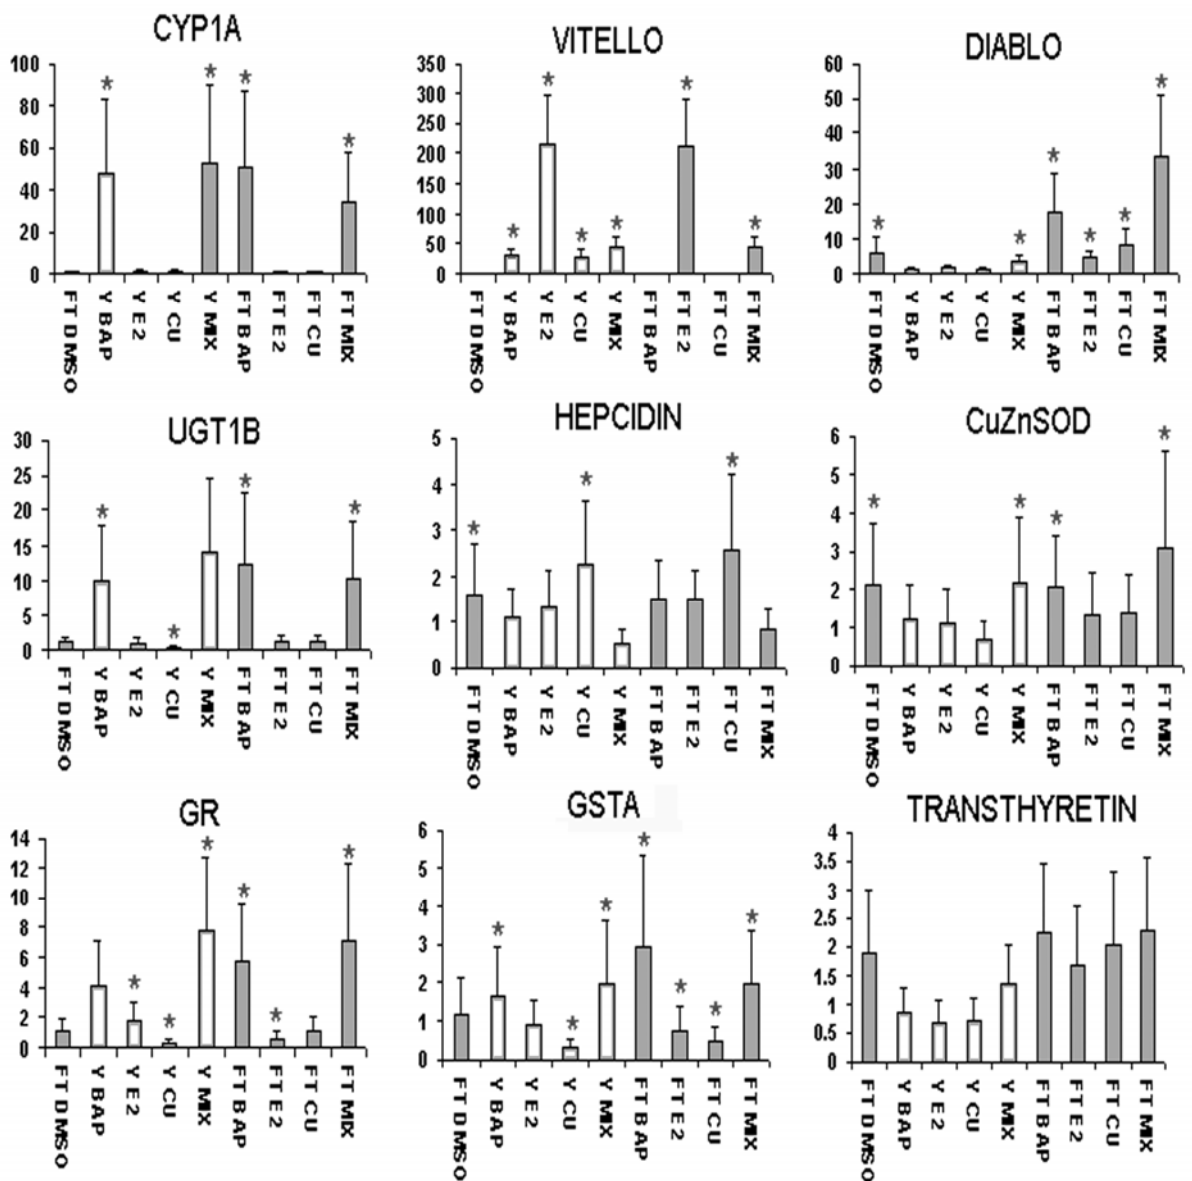 CYP1A
100
80
60
40
20
0
* * * *
FT DMSO
Y BAP
Y E2
Y CU
Y MIX
FT BAP
FT E2
FT CU
FT MIX
VITELLO
350
300
250
200
150
100
50
0
* * * * * *
FT DMSO
Y BAP
Y E2
Y CU
Y MIX
FT BAP
FT E2
FT CU
FT MIX
DIABLO
60
50
40
30
20
10
0
* * * * * *
FT DMSO
Y BAP
Y E2
Y CU
Y MIX
FT BAP
FT E2
FT CU
FT MIX
UGT1B
30
25
20
15
10
5
0
* * * *
FT DMSO
Y BAP
Y E2
Y CU
Y MIX
FT BAP
FT E2
FT CU
FT MIX
HEPCIDIN
5
4
3
2
1
0
* * *
FT DMSO
Y BAP
Y E2
Y CU
Y MIX
FT BAP
FT E2
FT CU
FT MIX
CuZnSOD
6
5
4
3
2
1
0
* * * *
FT DMSO
Y BAP
Y E2
Y CU
Y MIX
FT BAP
FT E2
FT CU
FT MIX
GR
14
12
10
8
6
4
2
0
* * * * * *
FT DMSO
Y BAP
Y E2
Y CU
Y MIX
FT BAP
FT E2
FT CU
FT MIX
GSTA
6
5
4
3
2
1
0
* * * * * * *
FT DMSO
Y BAP
Y E2
Y CU
Y MIX
FT BAP
FT E2
FT CU
FT MIX
TRANSTHYRETIN
4
3.5
3
2.5
2
1.5
1
0.5
0
FT DMSO
Y BAP
Y E2
Y CU
Y MIX
FT BAP
FT E2
FT CU
FT MIX